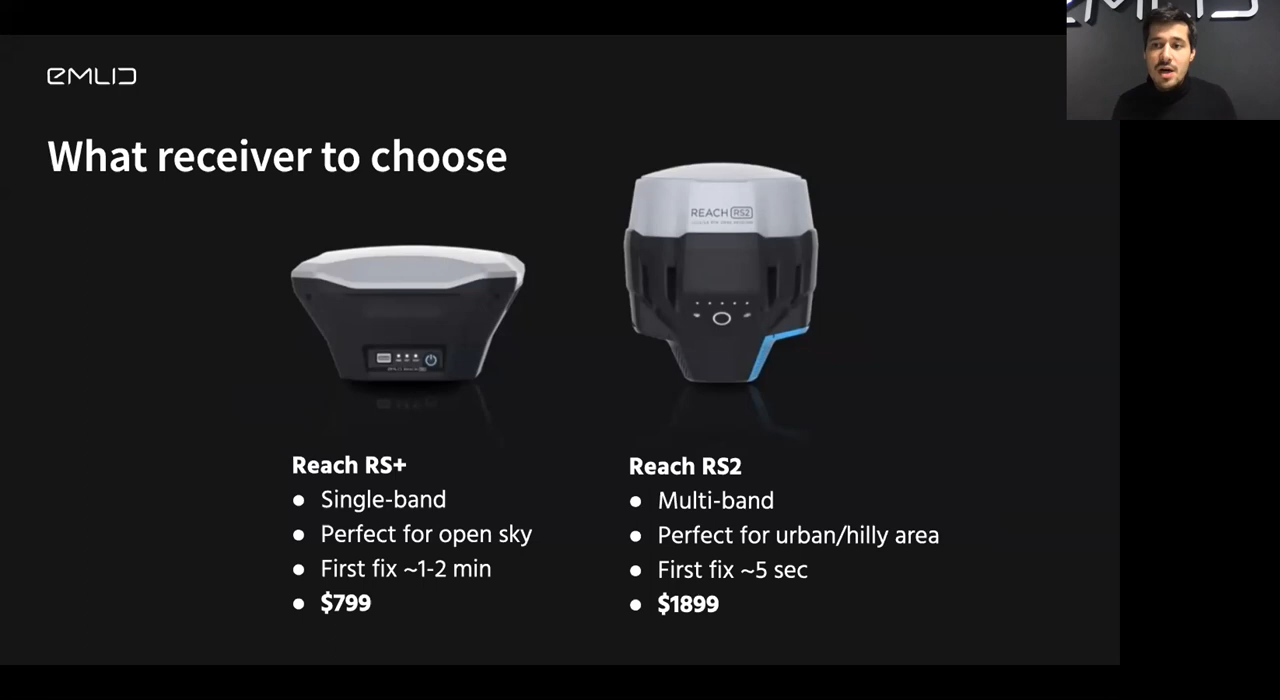 EMLID
EMLID
What receiver to choose
REACH RS2
Reach RS+
● Single-band
● Perfect for open sky
● First fix ~1-2 min
● $799
Reach RS2
● Multi-band
● Perfect for urban/hilly area
● First fix ~5 sec
● $1899